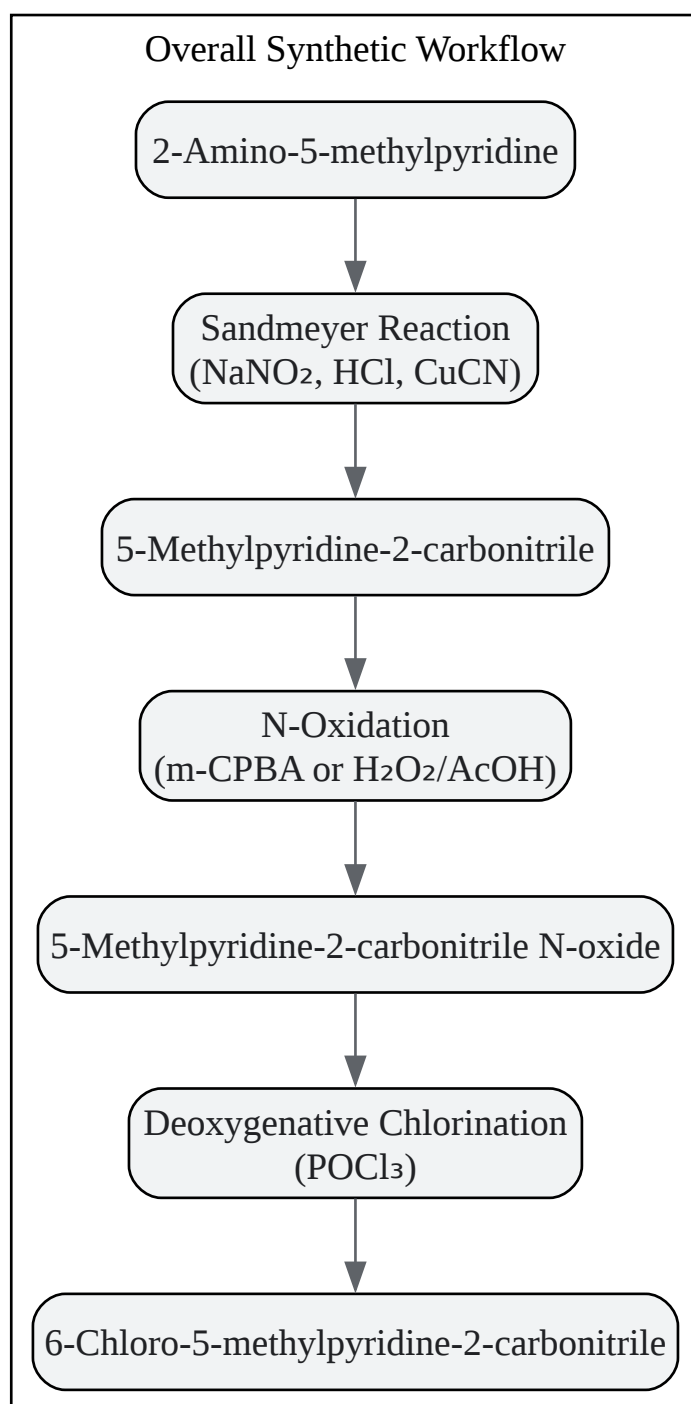 Overall Synthetic Workflow
2-Amino-5-methylpyridine
Sandmeyer Reaction
(NaNO₂, HCl, CuCN)
5-Methylpyridine-2-carbonitrile
N-Oxidation
(m-CPBA or H₂O₂/AcOH)
5-Methylpyridine-2-carbonitrile N-oxide
Deoxygenative Chlorination
(POCl₃)
6-Chloro-5-methylpyridine-2-carbonitrile